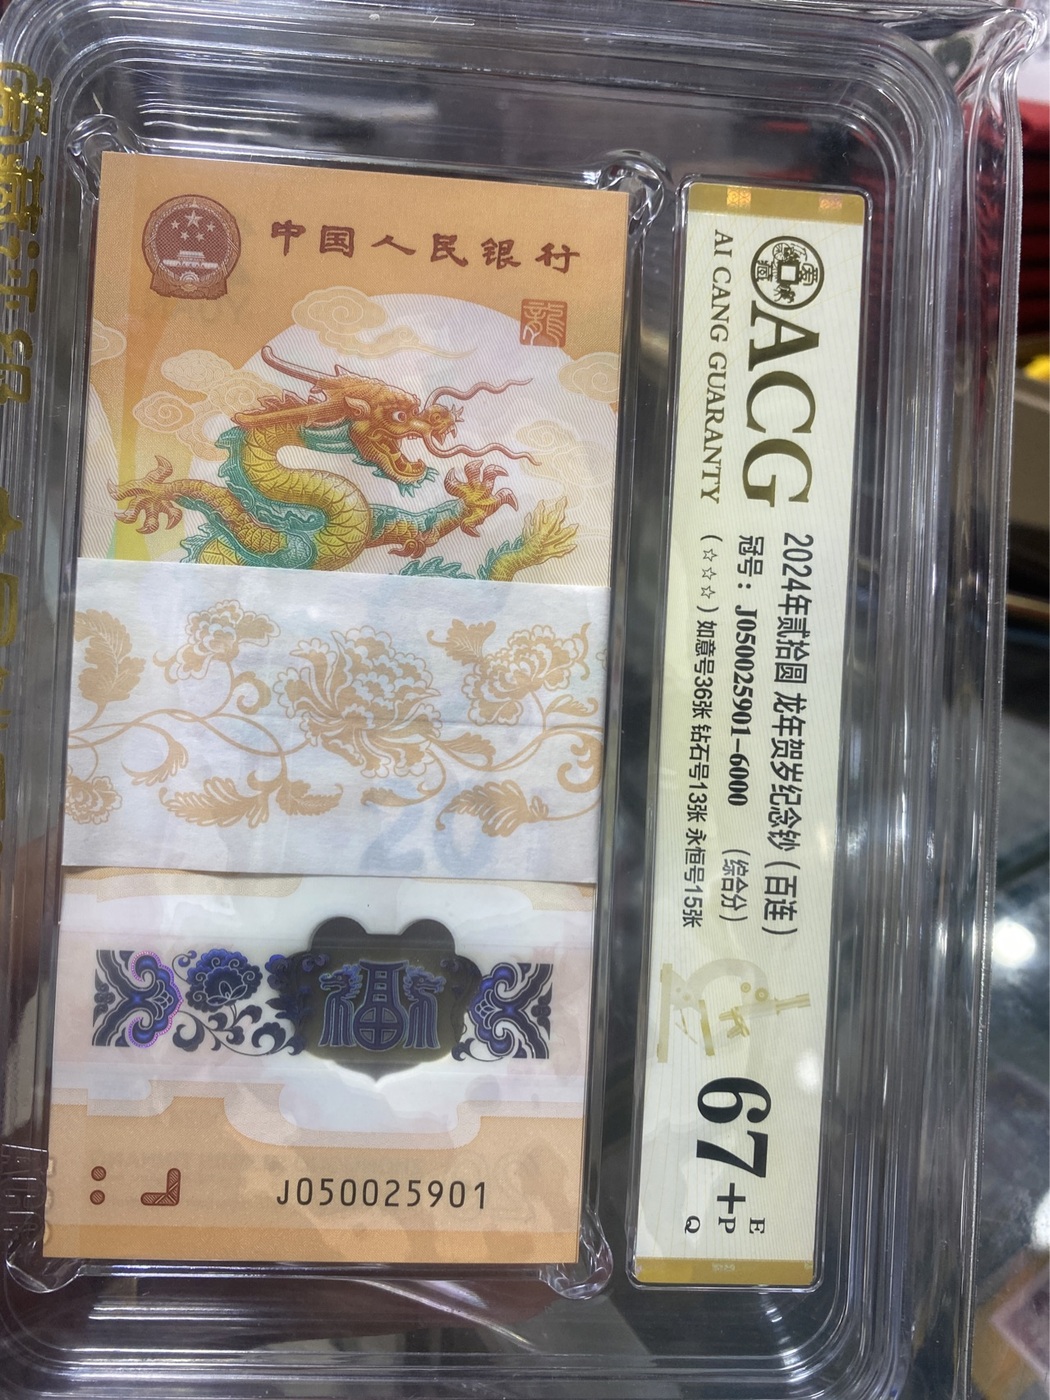 中国人民银行
龍
福
J050025901
ACG
AI CANG GUARANTY
2024年贰拾圆 龙年贺岁纪念钞（百连）
冠号：J050025901-6000 （综合分）
（☆☆☆）如意号36张 钻石号13张 永恒号15张
67+
E
P
Q